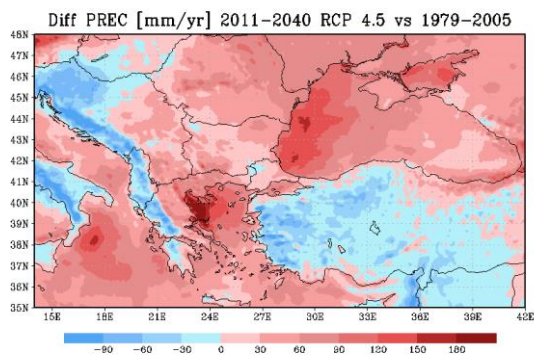 Diff PREC [mm/yr] 2011-2040 RCP 4.5 vs 1979-2005
48N
47N
46N
45N
44N
43N
42N
41N
40N
39N
38N
37N
36N
35N
15E 18E 21E 24E 27E 30E 33E 36E 39E 42E
-90 -60 -30 0 30 60 90 120 150 180